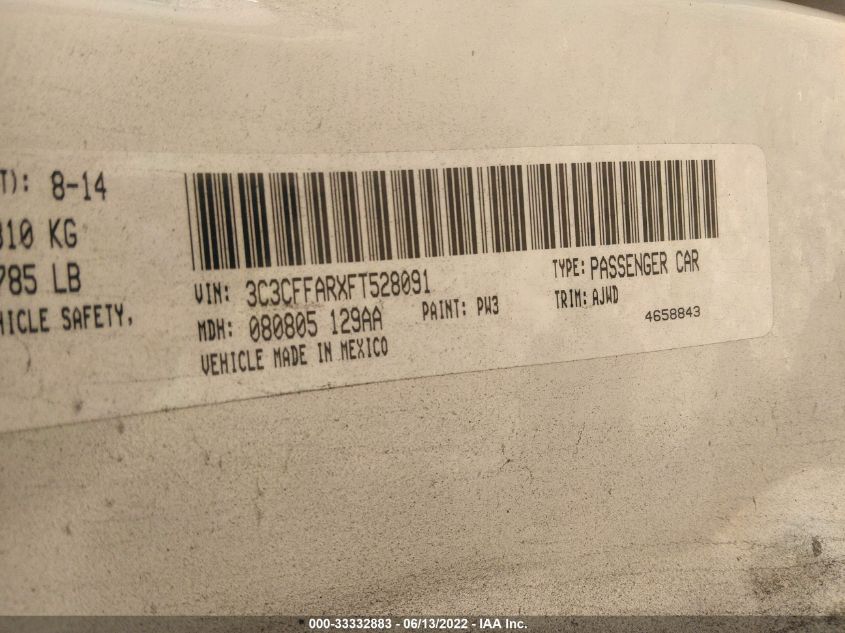 T): 8-14
310 KG
785 LB
HICLE SAFETY,
VIN: 3C3CFFARXFT528091
TYPE: PASSENGER CAR
MDH: 080805 129AA
PAINT: PW3
TRIM: AJWD
VEHICLE MADE IN MEXICO
4658843
000-33332883 - 06/13/2022 - IAA Inc.